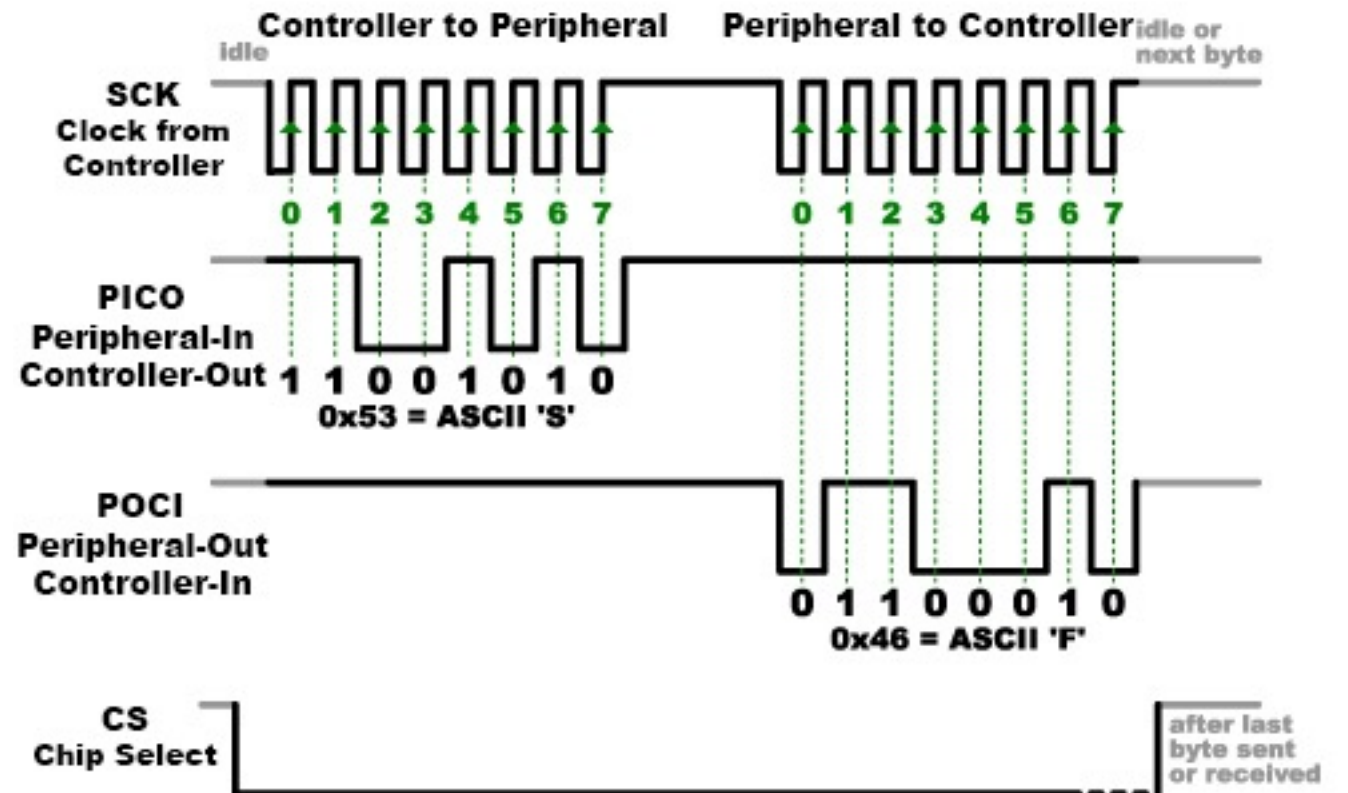 Controller to Peripheral
Peripheral to Controller
idle
idle or
next byte
SCK
Clock from
Controller
0 1 2 3 4 5 6 7
0 1 2 3 4 5 6 7
PICO
Peripheral-In
Controller-Out
1 1 0 0 1 0 1 0
0x53 = ASCII 'S'
POCI
Peripheral-Out
Controller-In
0 1 1 0 0 0 1 0
0x46 = ASCII 'F'
CS
Chip Select
after last
byte sent
or received